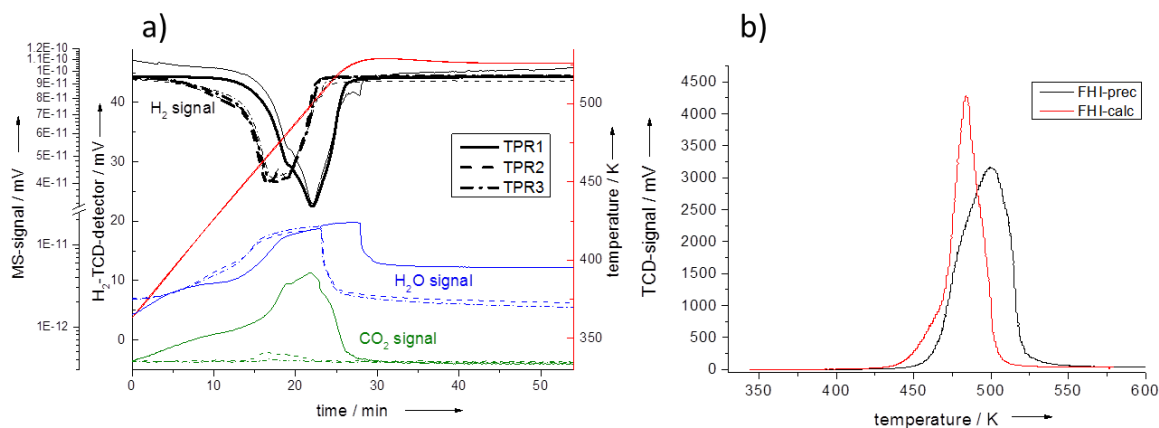 a)
b)
MS-signal / mV
1.2E-10
1.1E-10
1E-10
9E-11
8E-11
7E-11
6E-11
5E-11
4E-11
1E-11
1E-12
H2-TCD-detector / mV
40
30
20
10
0
H2 signal
TPR1
TPR2
TPR3
H2O signal
CO2 signal
0 10 20 30 40 50
time / min
temperature / K
500
450
400
350
TCD-signal / mV
4500
4000
3500
3000
2500
2000
1500
1000
500
0
FHI-prec
FHI-calc
350 400 450 500 550 600
temperature / K